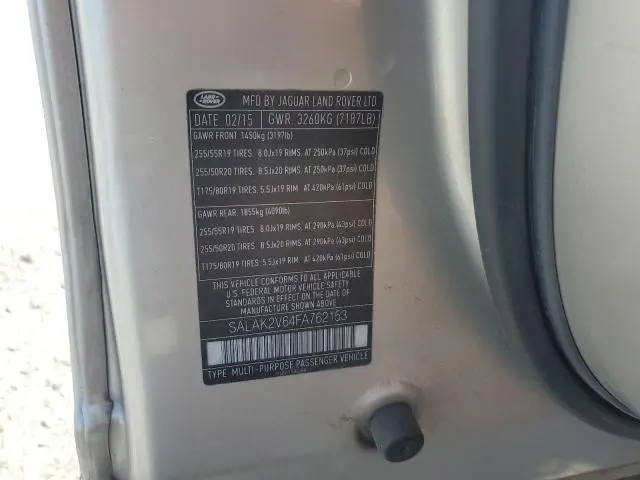 LAND ROVER
MFD BY JAGUAR LAND ROVER LTD
DATE 02/15 GWR 3260KG (7187LB)
GAWR FRONT 1450kg (3197lb)
255/55R19 TIRES 8.0Jx19 RIMS. AT 250kPa (37psi) COLD
255/50R20 TIRES 8.5Jx20 RIMS. AT 250kPa (37psi) COLD
T175/80R19 TIRES 5.5Jx19 RIM. AT 420kPa (61psi) COLD
GAWR REAR. 1855kg (4090lb)
255/55R19 TIRES 8.0Jx19 RIMS. AT 290kPa (43psi) COLD
255/50R20 TIRES 8.5Jx20 RIMS. AT 290kPa (43psi) COLD
T175/80R19 TIRES 5.5Jx19 RIM. AT 420kPa (61psi) COLD
THIS VEHICLE CONFORMS TO ALL APPLICABLE
U.S. FEDERAL MOTOR VEHICLE SAFETY
STANDARDS IN EFFECT ON THE DATE OF
MANUFACTURE SHOWN ABOVE.
SALAK2V64FA762153
TYPE MULTI-PURPOSE PASSENGER VEHICLE